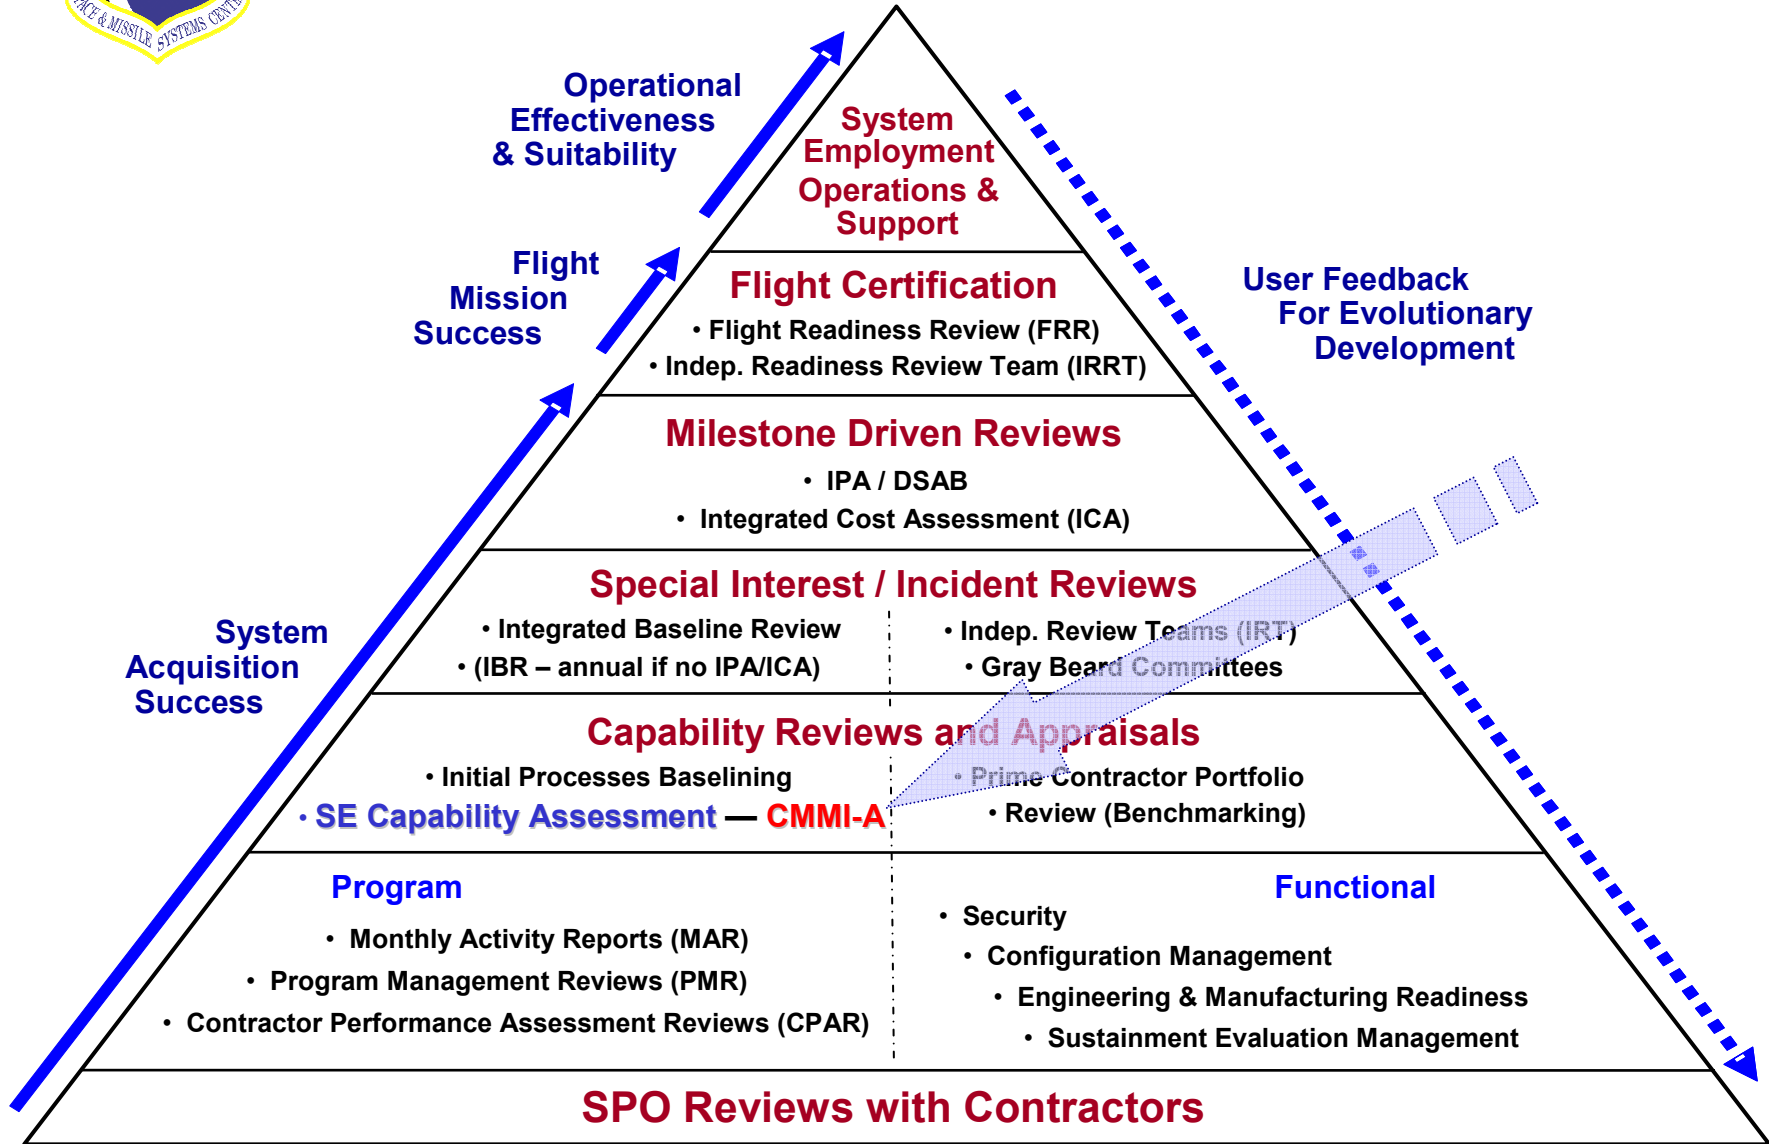 SPACE & MISSILE SYSTEMS CENTER
Operational
Effectiveness
& Suitability
System
Employment
Operations &
Support
Flight
Mission
Success
Flight Certification
• Flight Readiness Review (FRR)
• Indep. Readiness Review Team (IRRT)
User Feedback
For Evolutionary
Development
Milestone Driven Reviews
• IPA / DSAB
• Integrated Cost Assessment (ICA)
Special Interest / Incident Reviews
• Integrated Baseline Review
• (IBR – annual if no IPA/ICA)
• Indep. Review Teams (IRT)
• Gray Beard Committees
System
Acquisition
Success
Capability Reviews and Appraisals
• Initial Processes Baselining
• SE Capability Assessment — CMMI-A
• Prime Contractor Portfolio
• Review (Benchmarking)
Program
• Monthly Activity Reports (MAR)
• Program Management Reviews (PMR)
• Contractor Performance Assessment Reviews (CPAR)
Functional
• Security
• Configuration Management
• Engineering & Manufacturing Readiness
• Sustainment Evaluation Management
SPO Reviews with Contractors